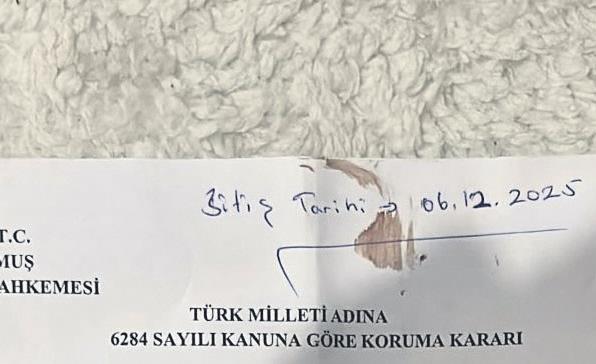 Bitiş Tarihi → 06.12.2025
T.C.
MUŞ
AHKEMESİ
TÜRK MİLLETİ ADINA
6284 SAYILI KANUNA GÖRE KORUMA KARARI